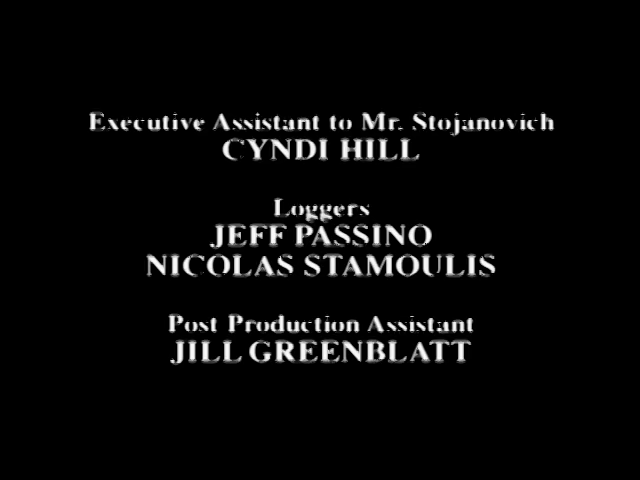 Executive Assistant to Mr. Stojanovich
CYNDI HILL
Loggers
JEFF PASSINO
NICOLAS STAMOULIS
Post Production Assistant
JILL GREENBLATT